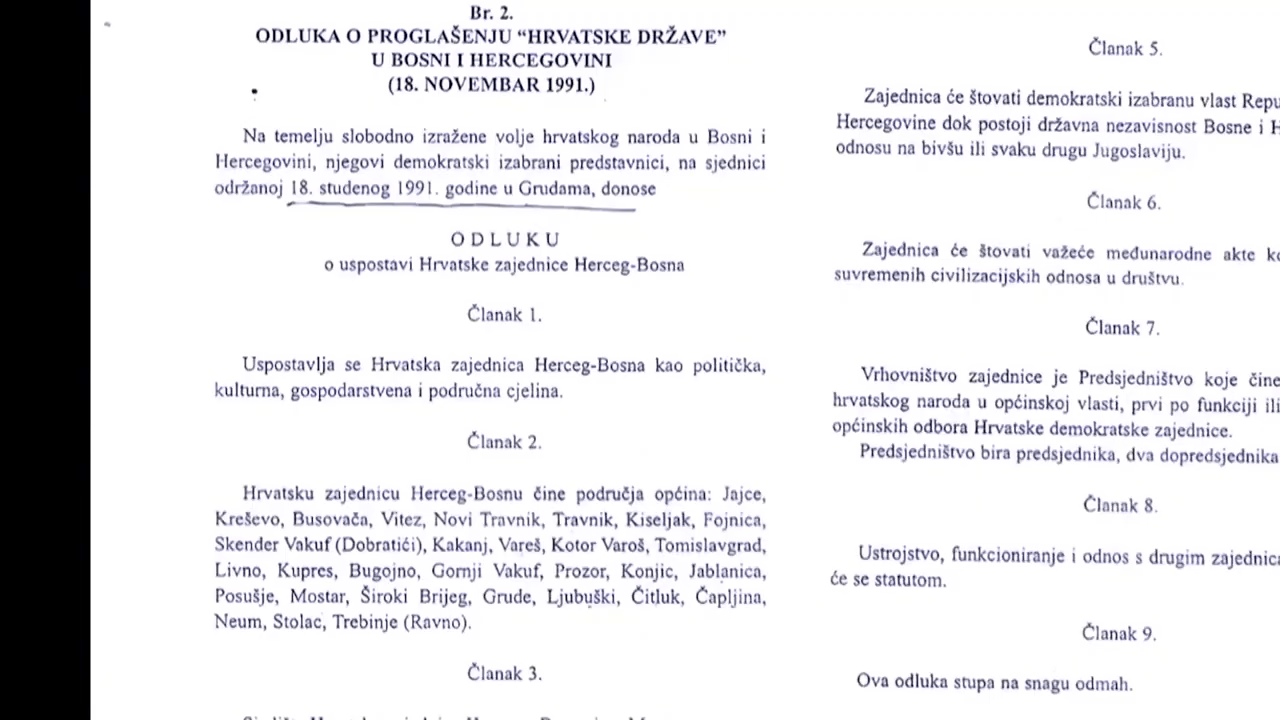 Br. 2.
ODLUKA O PROGLAŠENJU “HRVATSKE DRŽAVE”
U BOSNI I HERCEGOVINI
(18. NOVEMBAR 1991.)
Na temelju slobodno izražene volje hrvatskog naroda u Bosni i
Hercegovini, njegovi demokratski izabrani predstavnici, na sjednici
održanoj 18. studenog 1991. godine u Grudama, donose
ODLUKU
o uspostavi Hrvatske zajednice Herceg-Bosna
Članak 1.
Uspostavlja se Hrvatska zajednica Herceg-Bosna kao politička,
kulturna, gospodarstvena i područna cjelina.
Članak 2.
Hrvatsku zajednicu Herceg-Bosnu čine područja općina: Jajce,
Kreševo, Busovača, Vitez, Novi Travnik, Travnik, Kiseljak, Fojnica,
Skender Vakuf (Dobratići), Kakanj, Vareš, Kotor Varoš, Tomislavgrad,
Livno, Kupres, Bugojno, Gornji Vakuf, Prozor, Konjic, Jablanica,
Posušje, Mostar, Široki Brijeg, Grude, Ljubuški, Čitluk, Čapljina,
Neum, Stolac, Trebinje (Ravno).
Članak 3.
Članak 5.
Zajednica će štovati demokratski izabranu vlast
Hercegovine dok postoji državna nezavisnost Bosne i
odnosu na bivšu ili svaku drugu Jugoslaviju.
Članak 6.
Zajednica će štovati važeće međunarodne akte
suvremenih civilizacijskih odnosa u društvu.
Članak 7.
Vrhovništvo zajednice je Predsjedništvo koje čine
hrvatskog naroda u općinskoj vlasti, prvi po funkciji ili
općinskih odbora Hrvatske demokratske zajednice.
Predsjedništvo bira predsjednika, dva dopredsjednika
Članak 8.
Ustrojstvo, funkcioniranje i odnos s drugim
će se statutom.
Članak 9.
Ova odluka stupa na snagu odmah.